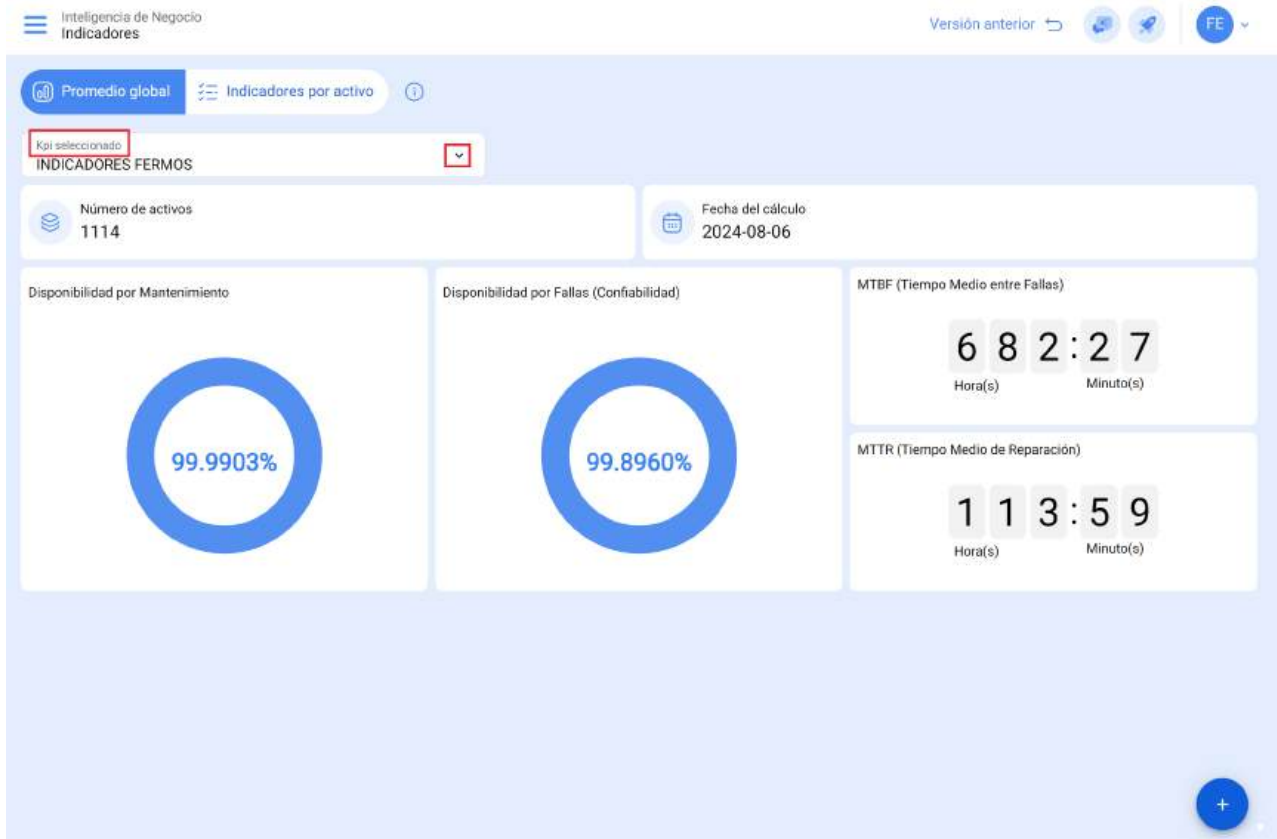 Inteligencia de Negocio
Indicadores
Versión anterior
FE
Promedio global
Indicadores por activo
Kpi seleccionado
INDICADORES FERMOS
Número de activos
1114
Fecha del cálculo
2024-08-06
Disponibilidad por Mantenimiento
99.9903%
Disponibilidad por Fallas (Confiabilidad)
99.8960%
MTBF (Tiempo Medio entre Fallas)
6 8 2 : 2 7
Hora(s) Minuto(s)
MTTR (Tiempo Medio de Reparación)
1 1 3 : 5 9
Hora(s) Minuto(s)
+